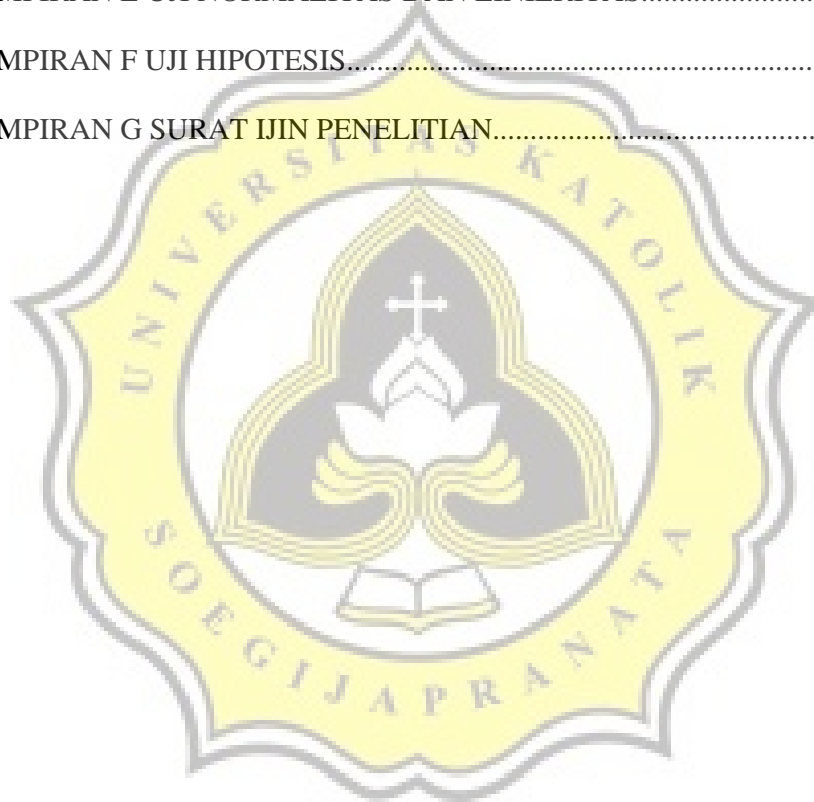 MPIRAN F UJI HIPOTESIS
MPIRAN G SURAT IJIN PENELITIAN
UNIVERSITAS KATOLIK
SOEGIJAPRANATA